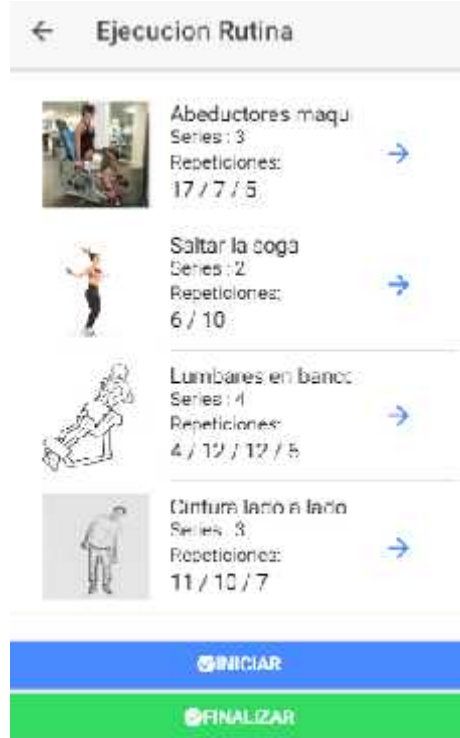 Ejecucion Rutina
Abeductores maqu
Series : 3
Repeticiones:
17 / 7 / 5
Saltar la soga
Series : 2
Repeticiones:
6 / 10
Lumbares en banco
Series : 4
Repeticiones:
4 / 12 / 12 / 6
Cintura lado a lado
Series : 3
Repeticiones:
11 / 10 / 7
INICIAR
FINALIZAR